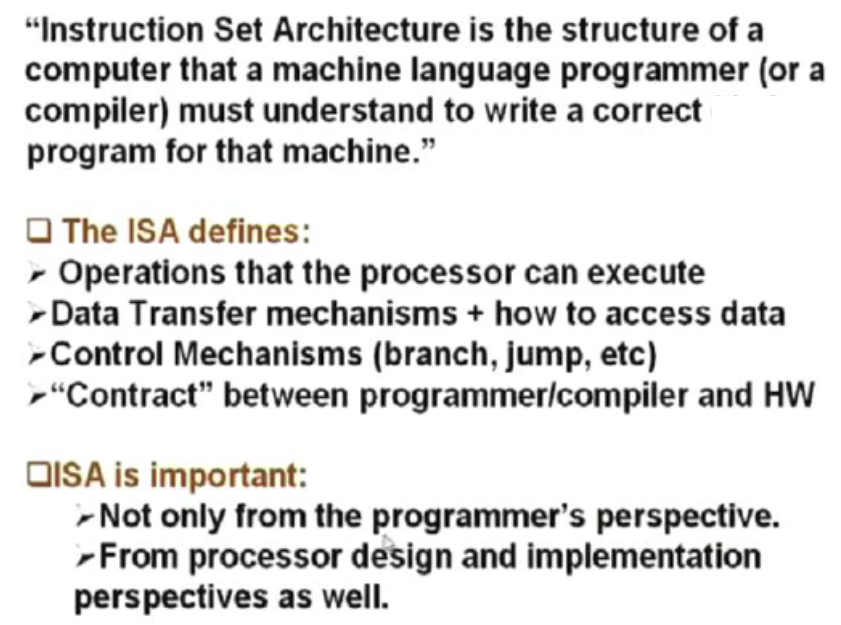 “Instruction Set Architecture is the structure of a
computer that a machine language programmer (or a
compiler) must understand to write a correct
program for that machine.”
❑ The ISA defines:
➢ Operations that the processor can execute
➢Data Transfer mechanisms + how to access data
➢Control Mechanisms (branch, jump, etc)
➢“Contract” between programmer/compiler and HW
❑ISA is important:
➢Not only from the programmer’s perspective.
➢From processor design and implementation
perspectives as well.